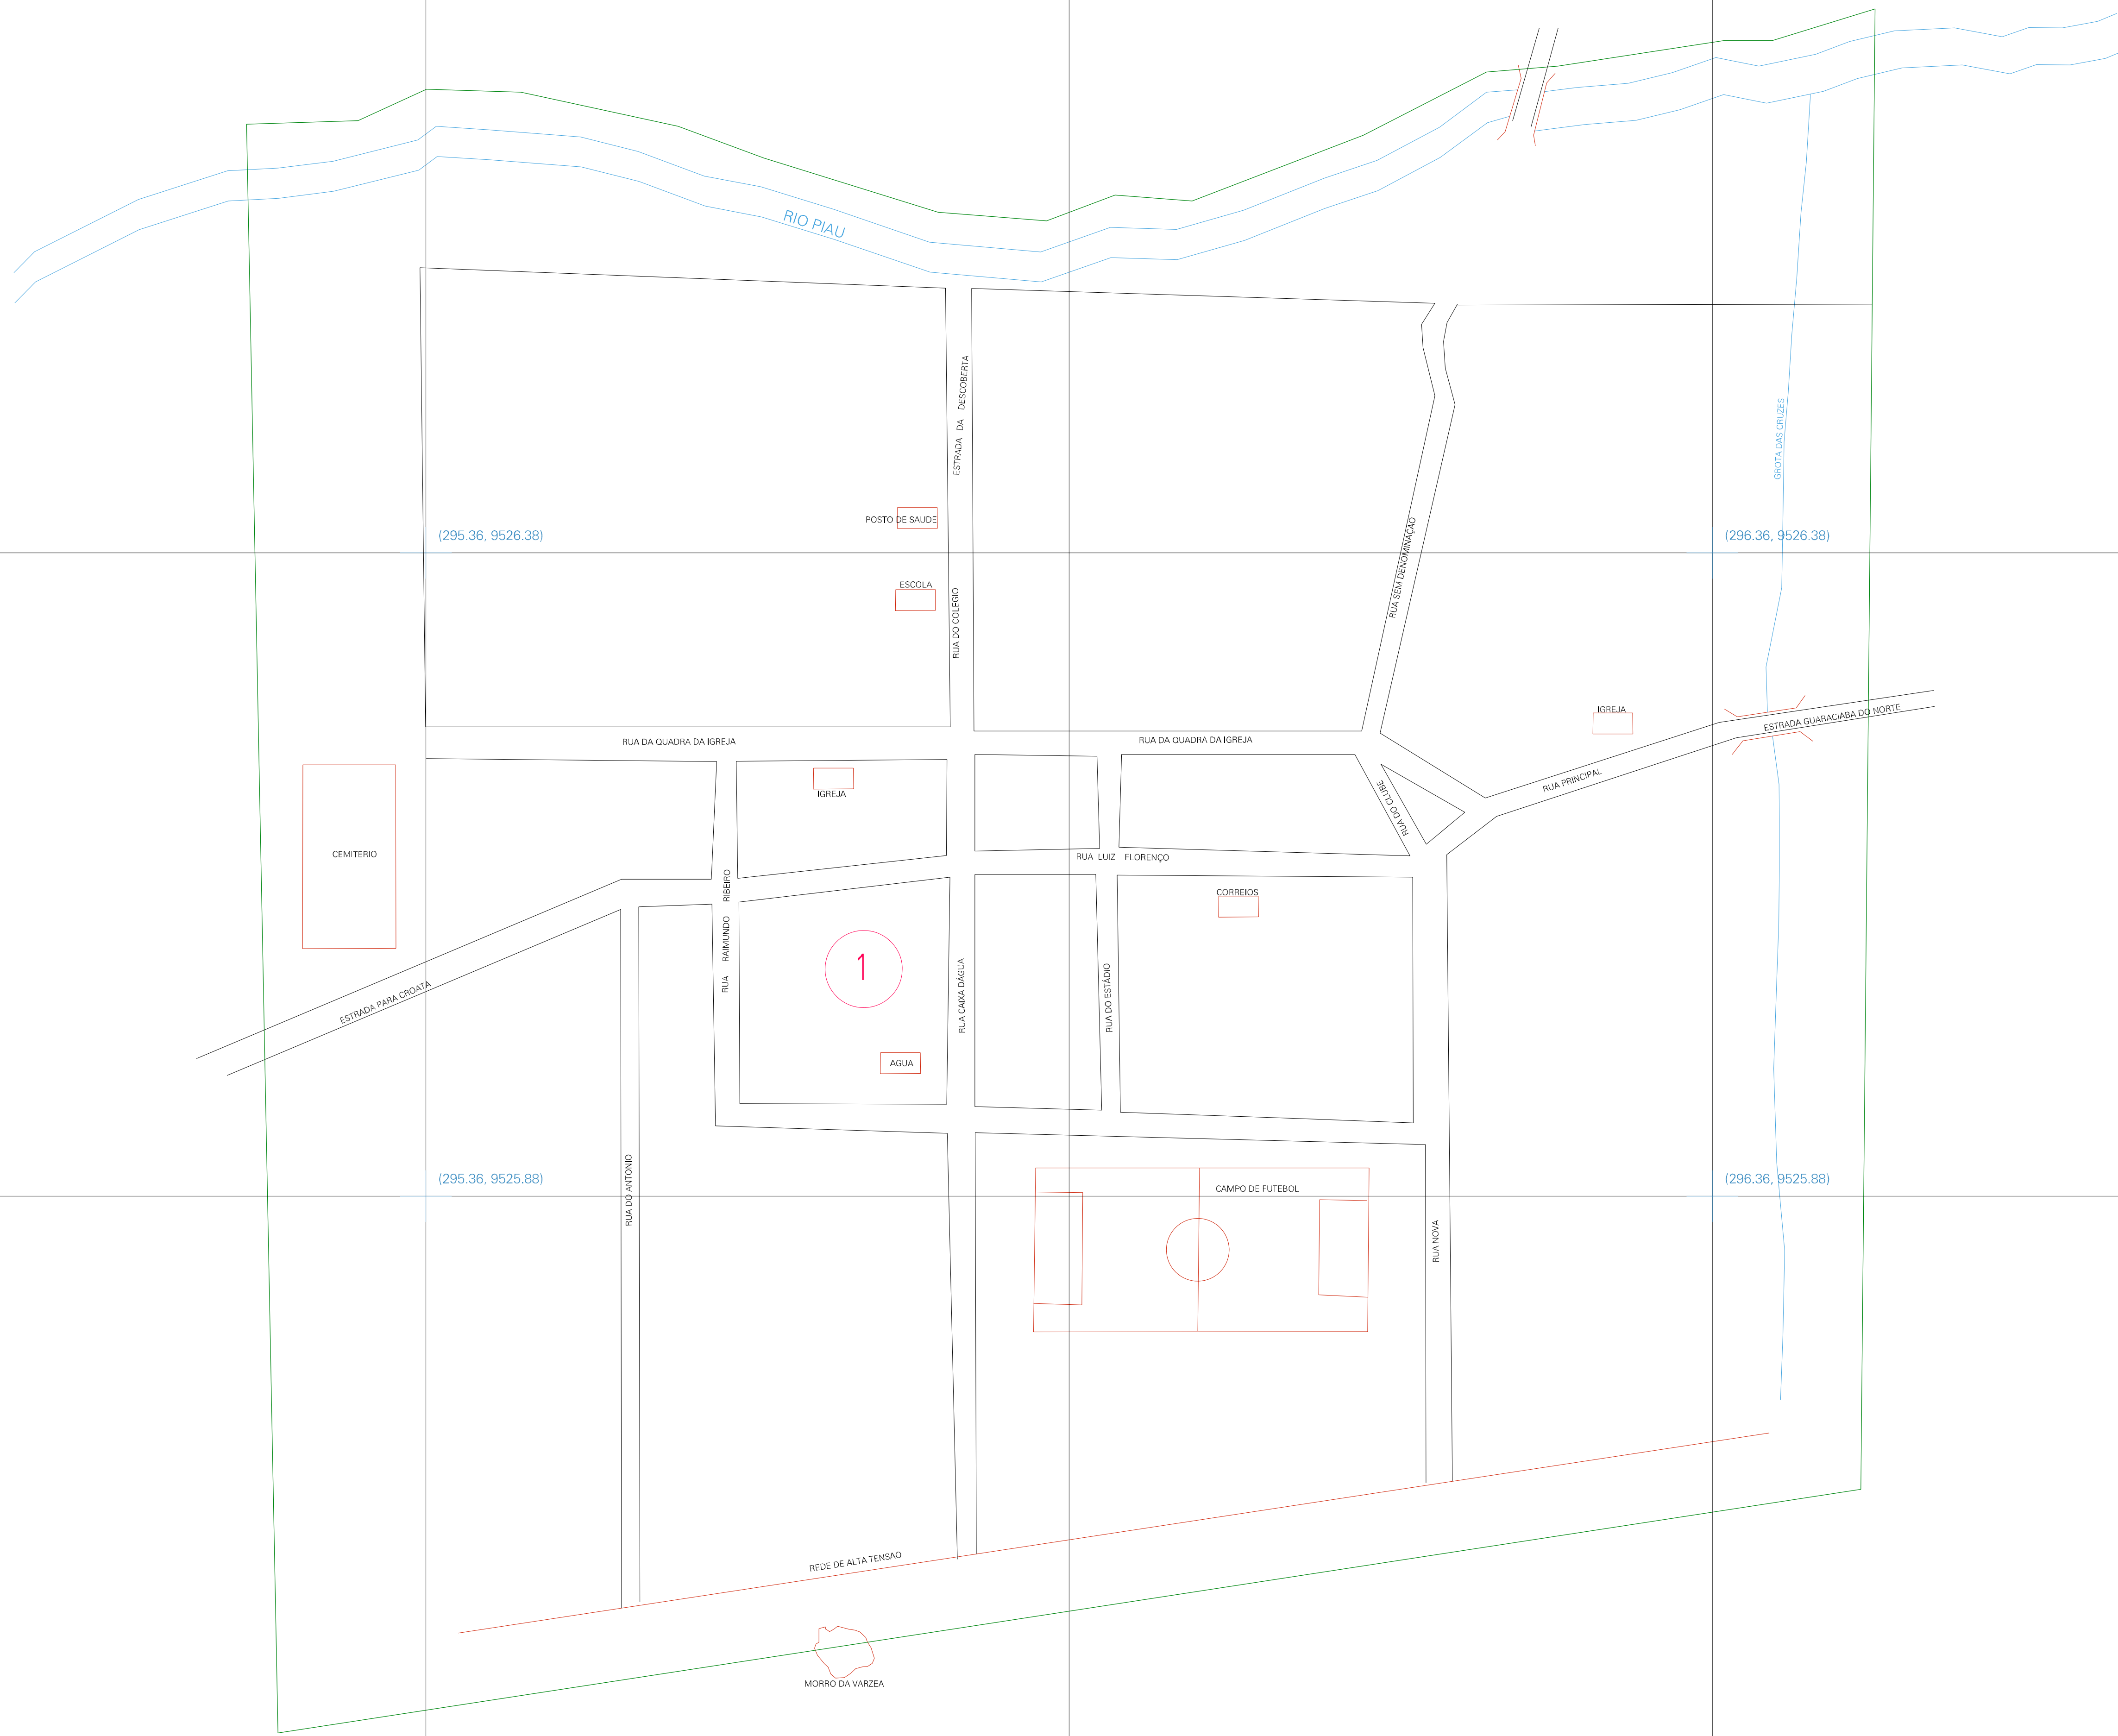 RIO PIAU
ESTRADA DA DESCOBERTA
GROTA DAS CRUZES
POSTO DE SAUDE
(295.36, 9526.38)
(296.36, 9526.38)
RUA SEM DENOMINAÇÃO
ESCOLA
RUA DO COLEGIO
IGREJA
ESTRADA GUARACIABA DO NORTE
RUA DA QUADRA DA IGREJA
RUA DA QUADRA DA IGREJA
RUA PRINCIPAL
IGREJA
RUA DO CLUBE
CEMITERIO
RUA LUIZ FLORENÇO
RUA RAIMUNDO RIBEIRO
CORREIOS
1
ESTRADA PARA CROATA
RUA CAIXA DÁGUA
RUA DO ESTÁDIO
AGUA
(295.36, 9525.88)
(296.36, 9525.88)
RUA DO ANTONIO
CAMPO DE FUTEBOL
RUA NOVA
REDE DE ALTA TENSAO
MORRO DA VARZEA